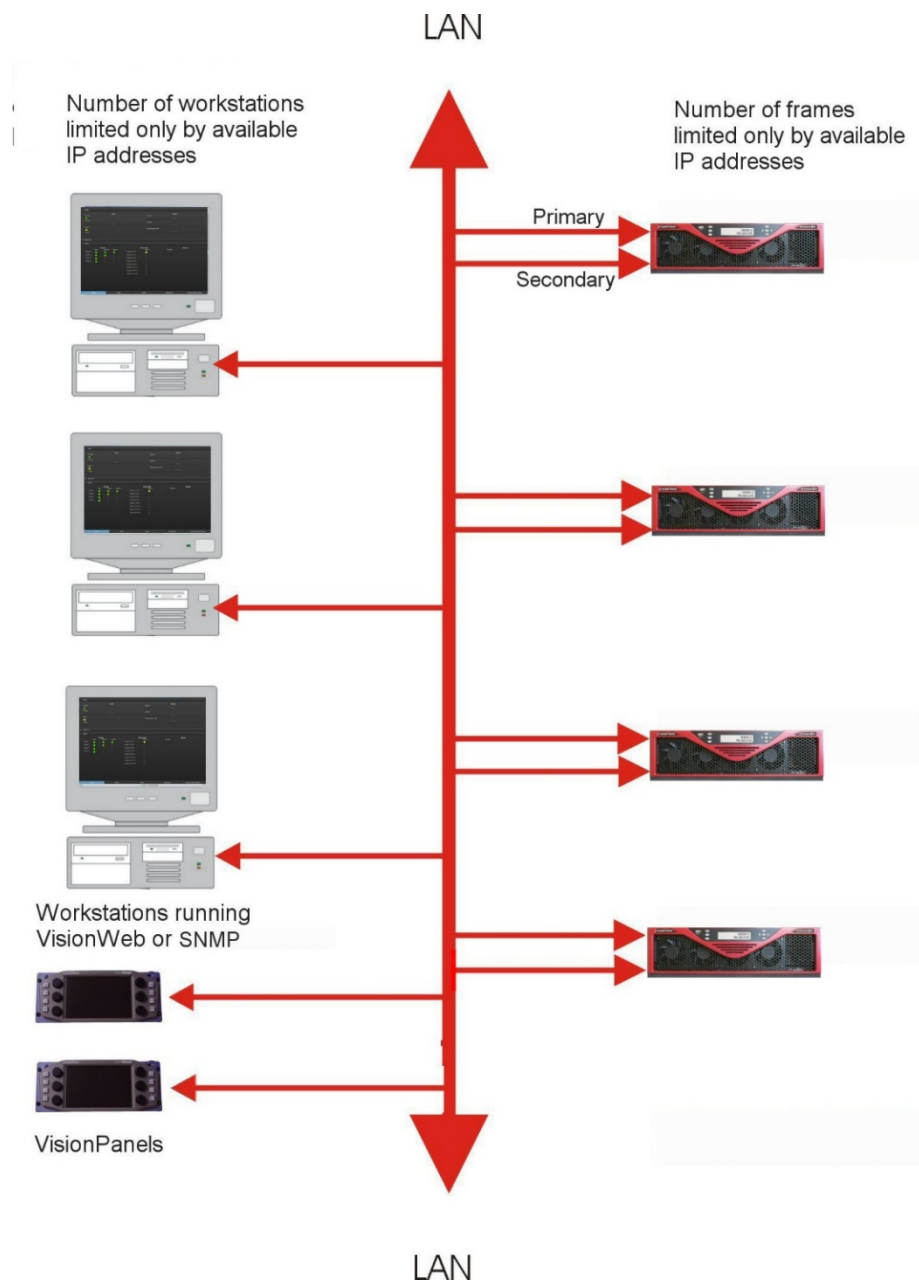 LAN
Number of workstations
limited only by available
IP addresses
Number of frames
limited only by available
IP addresses
Primary
Secondary
Workstations running
VisionWeb or SNMP
VisionPanels
LAN